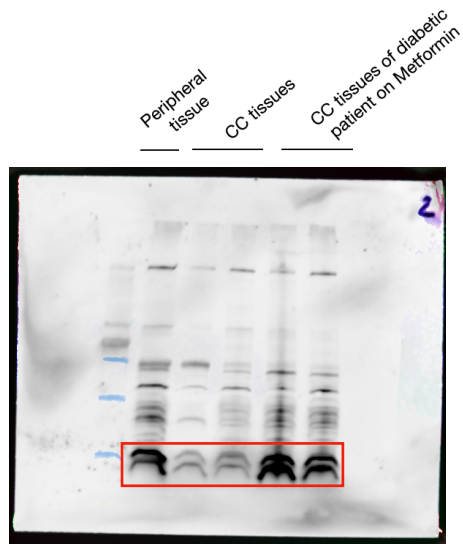 Peripheral
tissue
CC tissues
CC tissues of diabetic
patient on Metformin
2